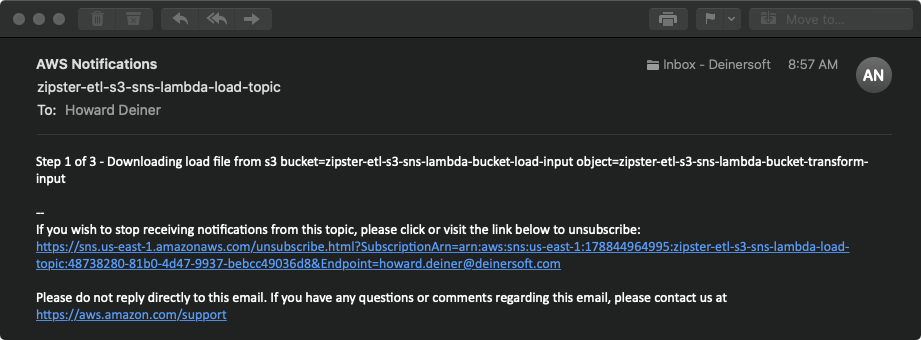 Move to...
AWS Notifications
Inbox - Deinersoft
8:57 AM
AN
zipster-etl-s3-sns-lambda-load-topic
To: Howard Deiner
Step 1 of 3 - Downloading load file from s3 bucket=zipster-etl-s3-sns-lambda-bucket-load-input object=zipster-etl-s3-sns-lambda-bucket-transform-
input
--
If you wish to stop receiving notifications from this topic, please click or visit the link below to unsubscribe:
https://sns.us-east-1.amazonaws.com/unsubscribe.html?SubscriptionArn=arn:aws:sns:us-east-1:178844964995:zipster-etl-s3-sns-lambda-load-
topic:48738280-81b0-4d47-9937-bebcc49036d8&Endpoint=howard.deiner@deinersoft.com
Please do not reply directly to this email. If you have any questions or comments regarding this email, please contact us at
https://aws.amazon.com/support